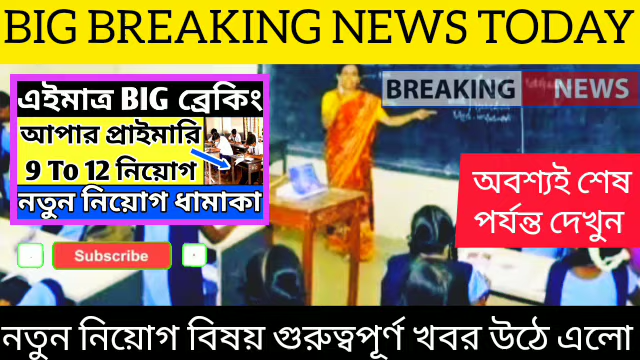 BIG BREAKING NEWS TODAY
BREAKING NEWS
এইমাত্র BIG ব্রেকিং
আপার প্রাইমারি
9 To 12 নিয়োগ
নতুন নিয়োগ ধামাকা
অবশ্যই শেষ
পর্যন্ত দেখুন
Subscribe
নতুন নিয়োগ বিষয় গুরুত্বপূর্ণ খবর উঠে এলো